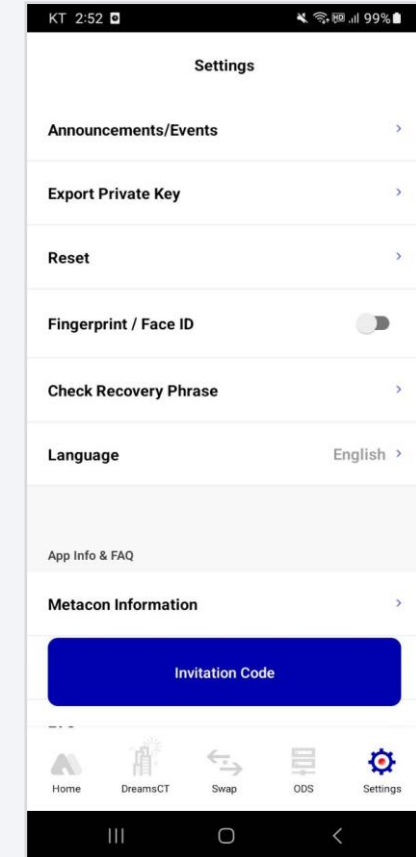 KT 2:52 99%
Settings
Announcements/Events
Export Private Key
Reset
Fingerprint / Face ID
Check Recovery Phrase
Language English
App Info & FAQ
Metacon Information
Invitation Code
Home DreamsCT Swap ODS Settings